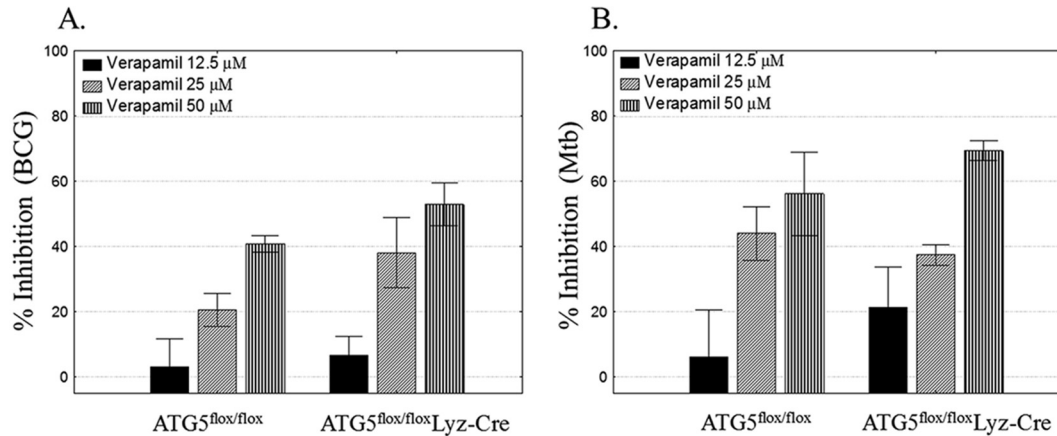 A.
% Inhibition (BCG)
100
80
60
40
20
0
Verapamil 12.5 µM
Verapamil 25 µM
Verapamil 50 µM
ATG5flox/flox
ATG5flox/floxLyz-Cre
B.
% Inhibition (Mtb)
100
80
60
40
20
0
Verapamil 12.5 µM
Verapamil 25 µM
Verapamil 50 µM
ATG5flox/flox
ATG5flox/floxLyz-Cre